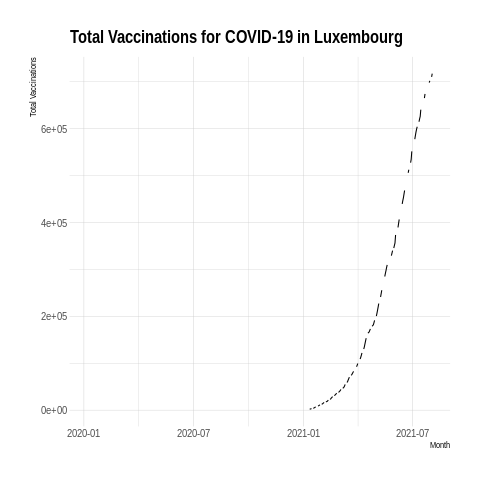 Total Vaccinations for COVID-19 in Luxembourg
Total Vaccinations
6e+05
4e+05
2e+05
0e+00
2020-01 2020-07 2021-01 2021-07
Month